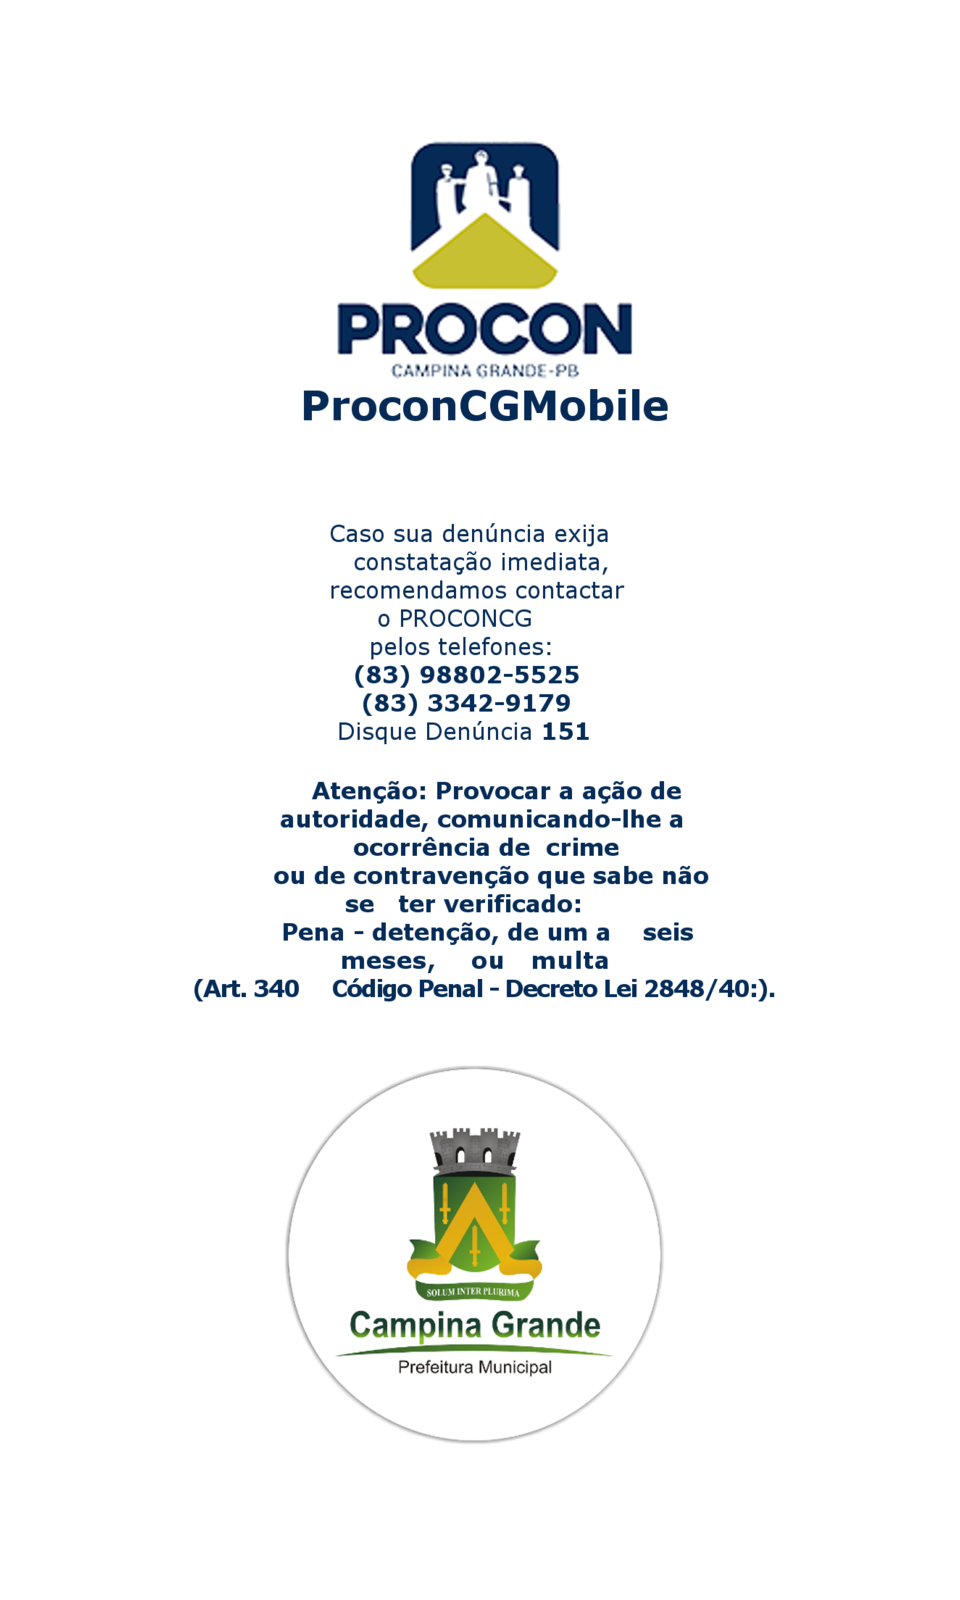 PROCON
CAMPINA GRANDE-PB
ProconCGMobile
Caso sua denúncia exija
constatação imediata,
recomendamos contactar
o PROCONCG
pelos telefones:
(83) 98802-5525
(83) 3342-9179
Disque Denúncia 151
Atenção: Provocar a ação de
autoridade, comunicando-lhe a
ocorrência de crime
ou de contravenção que sabe não
se ter verificado:
Pena - detenção, de um a seis
meses, ou multa
(Art. 340 Código Penal - Decreto Lei 2848/40:).
SOLUM INTER PLURIMA
Campina Grande
Prefeitura Municipal